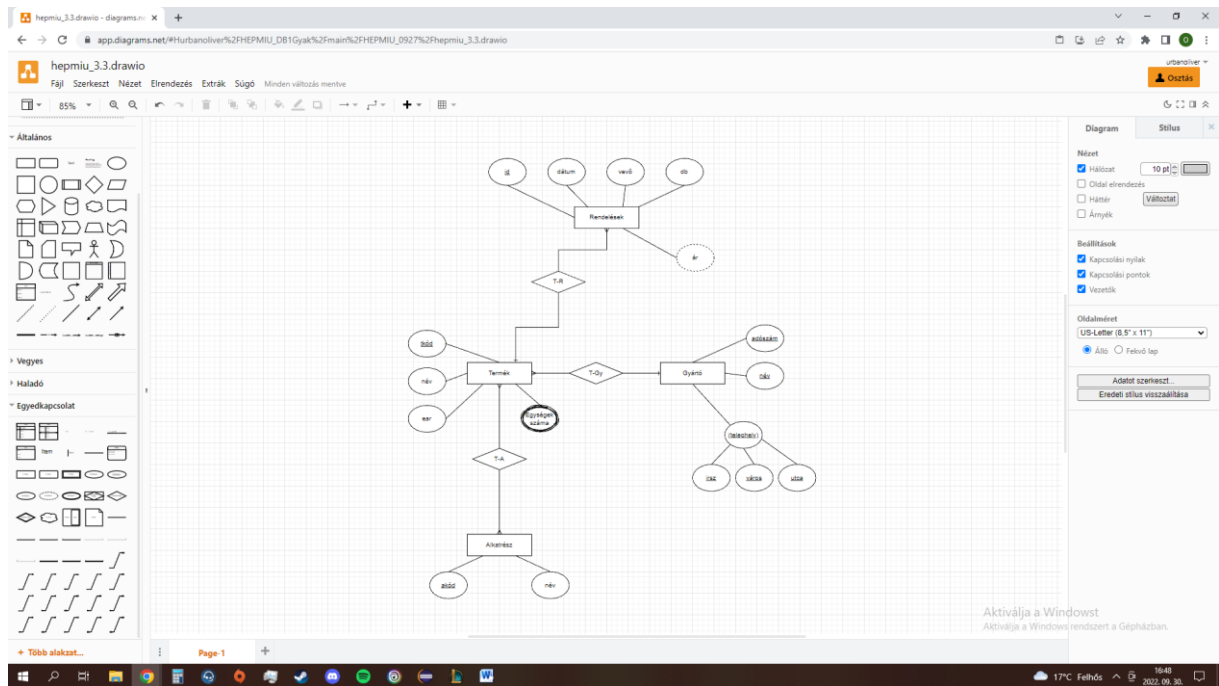 hepmiu_3.3.drawio - diagrams.ne
app.diagrams.net/#Hurbanoliver%2FHEPMIU_DB1Gyak%2Fmain%2FHEPMIU_0927%2Fhepmiu_3.3.drawio
O
hepmiu_3.3.drawio
urbanoliver
Fájl Szerkeszt Nézet Elrendezés Extrák Súgó Minden változás mentve
Osztás
85%
Általános
Vegyes
Haladó
Egyedkapcsolat
Item
+ Több alakzat...
id
dátum
vevő
db
Rendelések
ár
T-R
tkód
név
ear
Termék
Egységek
száma
T-Gy
Gyártó
adószám
név
(telephely)
irsz
város
utca
T-A
Alkatrész
akód
név
Diagram Stílus
Nézet
Hálózat 10 pt
Oldal elrendezés
Háttér Változtat
Árnyék
Beállítások
Kapcsolási nyilak
Kapcsolási pontok
Vezetők
Oldalméret
US-Letter (8,5" x 11")
Álló Fekvő lap
Adatot szerkeszt...
Eredeti stílus visszaálítása
Aktiválja a Windowst
Aktiválja a Windows rendszert a Gépházban.
Page-1
17°C Felhős
16:48
2022. 09. 30.